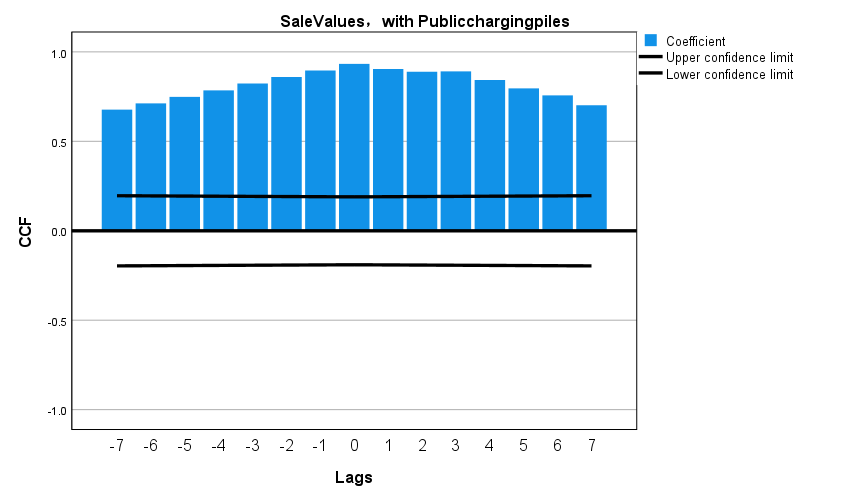 SaleValues， with Publicchargingpiles
Coefficient
Upper confidence limit
Lower confidence limit
1.0
0.5
0.0
-0.5
-1.0
CCF
-7 -6 -5 -4 -3 -2 -1 0 1 2 3 4 5 6 7
Lags